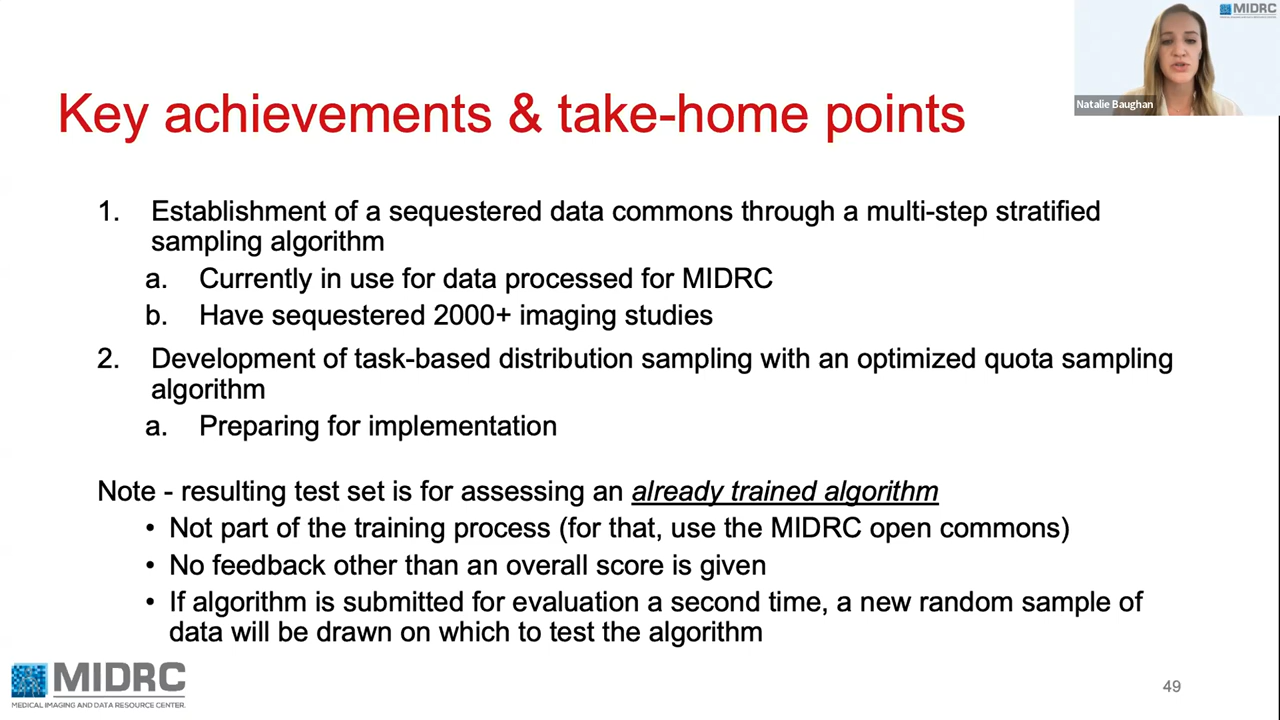 MIDRC
Natalie Baughan
Key achievements & take-home points
1. Establishment of a sequestered data commons through a multi-step stratified
sampling algorithm
a. Currently in use for data processed for MIDRC
b. Have sequestered 2000+ imaging studies
2. Development of task-based distribution sampling with an optimized quota sampling
algorithm
a. Preparing for implementation
Note - resulting test set is for assessing an already trained algorithm
• Not part of the training process (for that, use the MIDRC open commons)
• No feedback other than an overall score is given
• If algorithm is submitted for evaluation a second time, a new random sample of
data will be drawn on which to test the algorithm
MIDRC
MEDICAL IMAGING AND DATA RESOURCE CENTER.
49